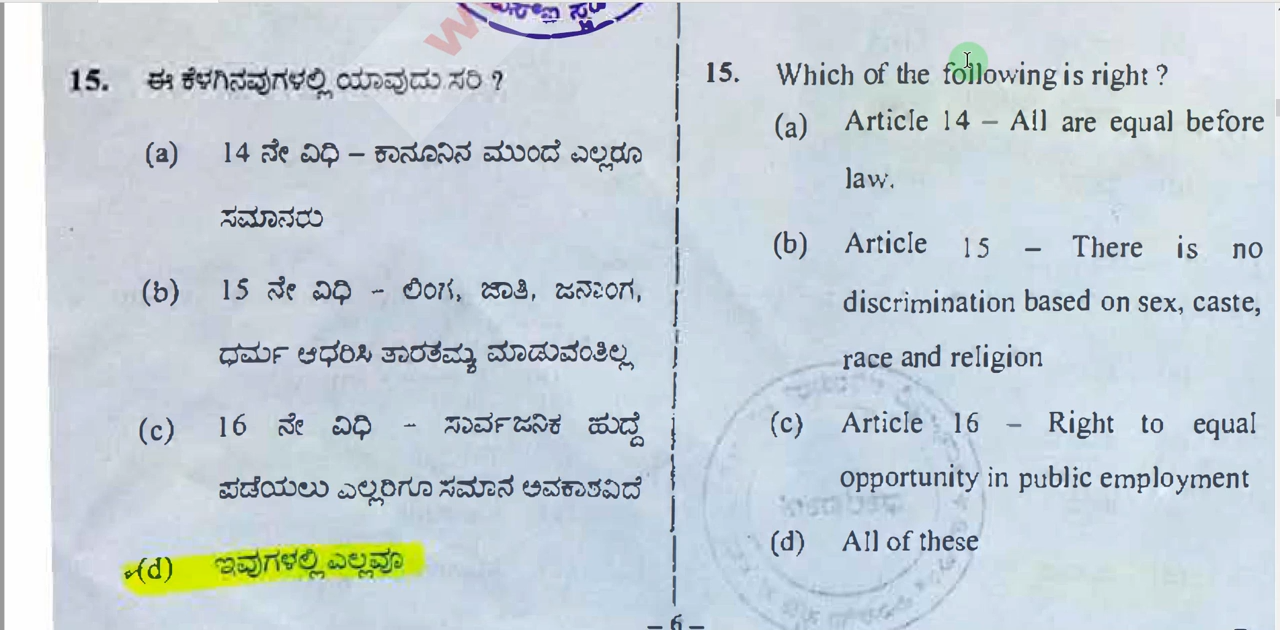 15. ಈ ಕೆಳಗಿನವುಗಳಲ್ಲಿ ಯಾವುದು ಸರಿ ?
(a) 14 ನೇ ವಿಧಿ – ಕಾನೂನಿನ ಮುಂದೆ ಎಲ್ಲರೂ
ಸಮಾನರು
(b) 15 ನೇ ವಿಧಿ – ಲಿಂಗ, ಜಾತಿ, ಜನಾಂಗ,
ಧರ್ಮ ಆಧರಿಸಿ ತಾರತಮ್ಯ ಮಾಡುವಂತಿಲ್ಲ
(c) 16 ನೇ ವಿಧಿ – ಸಾರ್ವಜನಿಕ ಹುದ್ದೆ
ಪಡೆಯಲು ಎಲ್ಲರಿಗೂ ಸಮಾನ ಅವಕಾಶವಿದೆ
(d) ಇವುಗಳಲ್ಲಿ ಎಲ್ಲವೂ
15. Which of the following is right ?
(a) Article 14 – All are equal before
law.
(b) Article 15 – There is no
discrimination based on sex, caste,
race and religion
(c) Article 16 – Right to equal
opportunity in public employment
(d) All of these
– 6 –